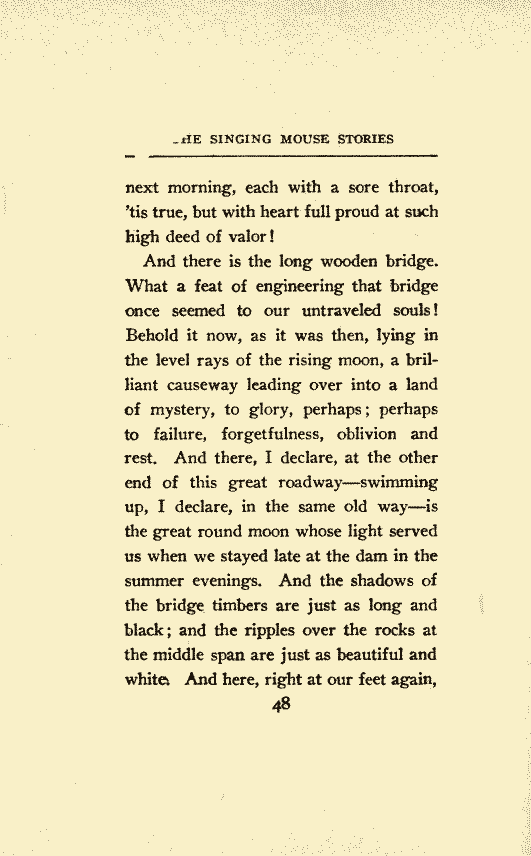 HE SINGING MOUSE STORIES
next morning, each with a sore throat,
'tis true, but with heart full proud at such
high deed of valor!
And there is the long wooden bridge.
What a feat of engineering that bridge
once seemed to our untraveled souls!
Behold it now, as it was then, lying in
the level rays of the rising moon, a bril-
liant causeway leading over into a land
of mystery, to glory, perhaps; perhaps
to failure, forgetfulness, oblivion and
rest. And there, I declare, at the other
end of this great roadway—swimming
up, I declare, in the same old way—is
the great round moon whose light served
us when we stayed late at the dam in the
summer evenings. And the shadows of
the bridge timbers are just as long and
black; and the ripples over the rocks at
the middle span are just as beautiful and
white. And here, right at our feet again,
48